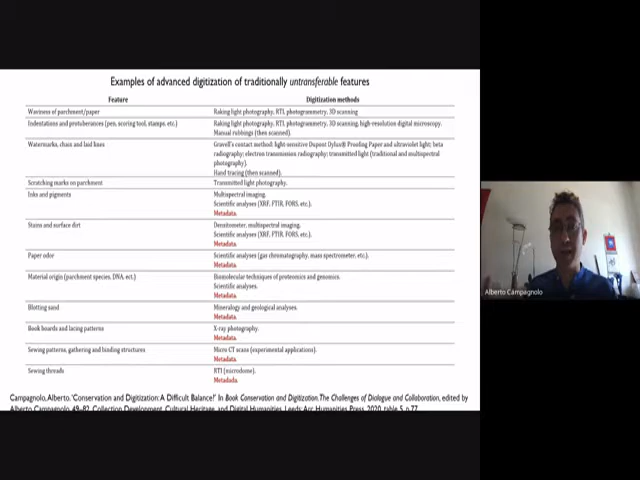 Examples of advanced digitization of traditionally untransferable features
Feature Digitization methods
Waviness of parchment/paper Raking light photography, RTI, photogrammetry, 3D scanning
Indentations and protuberances (pen, scoring tool, stamps, etc.) Raking light photography, RTI, photogrammetry, 3D scanning, high-resolution digital microscopy.
Manual rubbings (then scanned).
Watermarks, chain and laid lines Gravell's contact method: light-sensitive Dupont Dylux® Proofing Paper and ultraviolet light; beta
radiography; electron transmission radiography; transmitted light (traditional and multispectral
photography).
Hand tracing (then scanned).
Scratching marks on parchment Transmitted light photography.
Inks and pigments Multispectral imaging.
Scientific analyses (XRF, FTIR, FORS, etc.).
Metadata.
Stains and surface dirt Densitometer, multispectral imaging.
Scientific analyses (XRF, FTIR, FORS, etc.).
Metadata.
Paper odor Scientific analyses (gas chromatography, mass spectrometer, etc.).
Metadata.
Material origin (parchment species, DNA, ect.) Biomolecular techniques of proteomics and genomics.
Scientific analyses.
Metadata.
Blotting sand Mineralogy and geological analyses.
Metadata.
Book boards and lacing patterns X-ray photography.
Metadata.
Sewing patterns, gathering and binding structures Micro CT scans (experimental applications).
Metadata.
Sewing threads RTI (microdome).
Metadada.
Campagnolo, Alberto. 'Conservation and Digitization: A Difficult Balance?' In Book Conservation and Digitization. The Challenges of Dialogue and Collaboration, edited by
Alberto Campagnolo, 49–82. Collection Development, Cultural Heritage, and Digital Humanities. Leeds: Arc Humanities Press, 2020, table 5, p.77.
Alberto Campagnolo